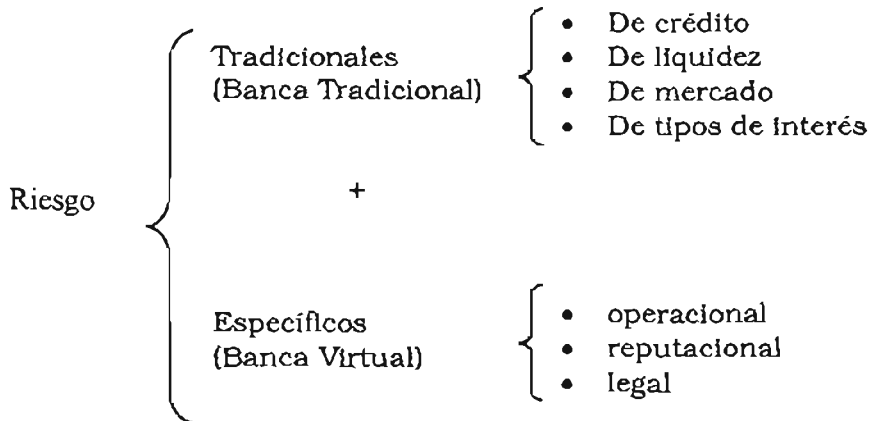 Riesgo
Tradicionales
(Banca Tradicional)
• De crédito
• De liquidez
• De mercado
• De tipos de interés
+
Específicos
(Banca Virtual)
• operacional
• reputacional
• legal